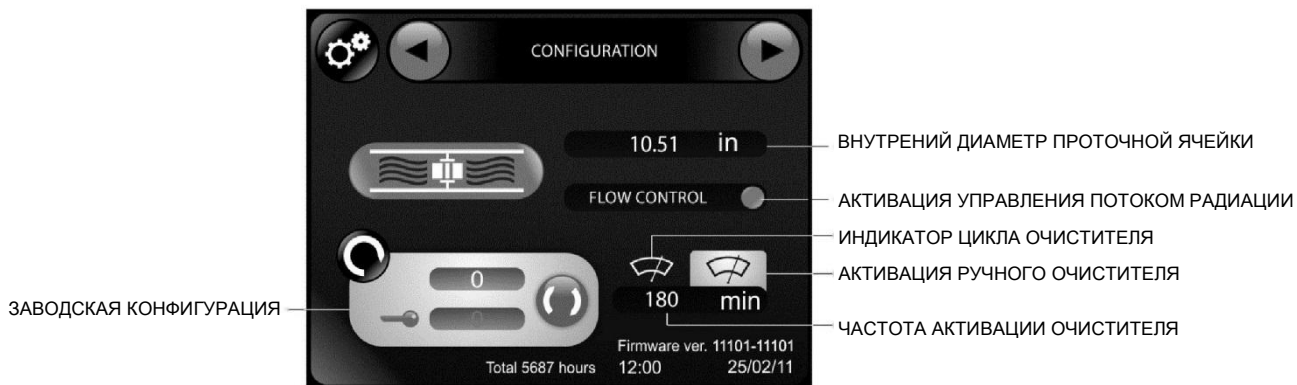 CONFIGURATION
10.51 in
ВНУТРЕНИЙ ДИАМЕТР ПРОТОЧНОЙ ЯЧЕЙКИ
FLOW CONTROL
АКТИВАЦИЯ УПРАВЛЕНИЯ ПОТОКОМ РАДИАЦИИ
ИНДИКАТОР ЦИКЛА ОЧИСТИТЕЛЯ
АКТИВАЦИЯ РУЧНОГО ОЧИСТИТЕЛЯ
0
180 min
ЗАВОДСКАЯ КОНФИГУРАЦИЯ
0
ЧАСТОТА АКТИВАЦИИ ОЧИСТИТЕЛЯ
Firmware ver. 11101-11101
Total 5687 hours 12:00 25/02/11